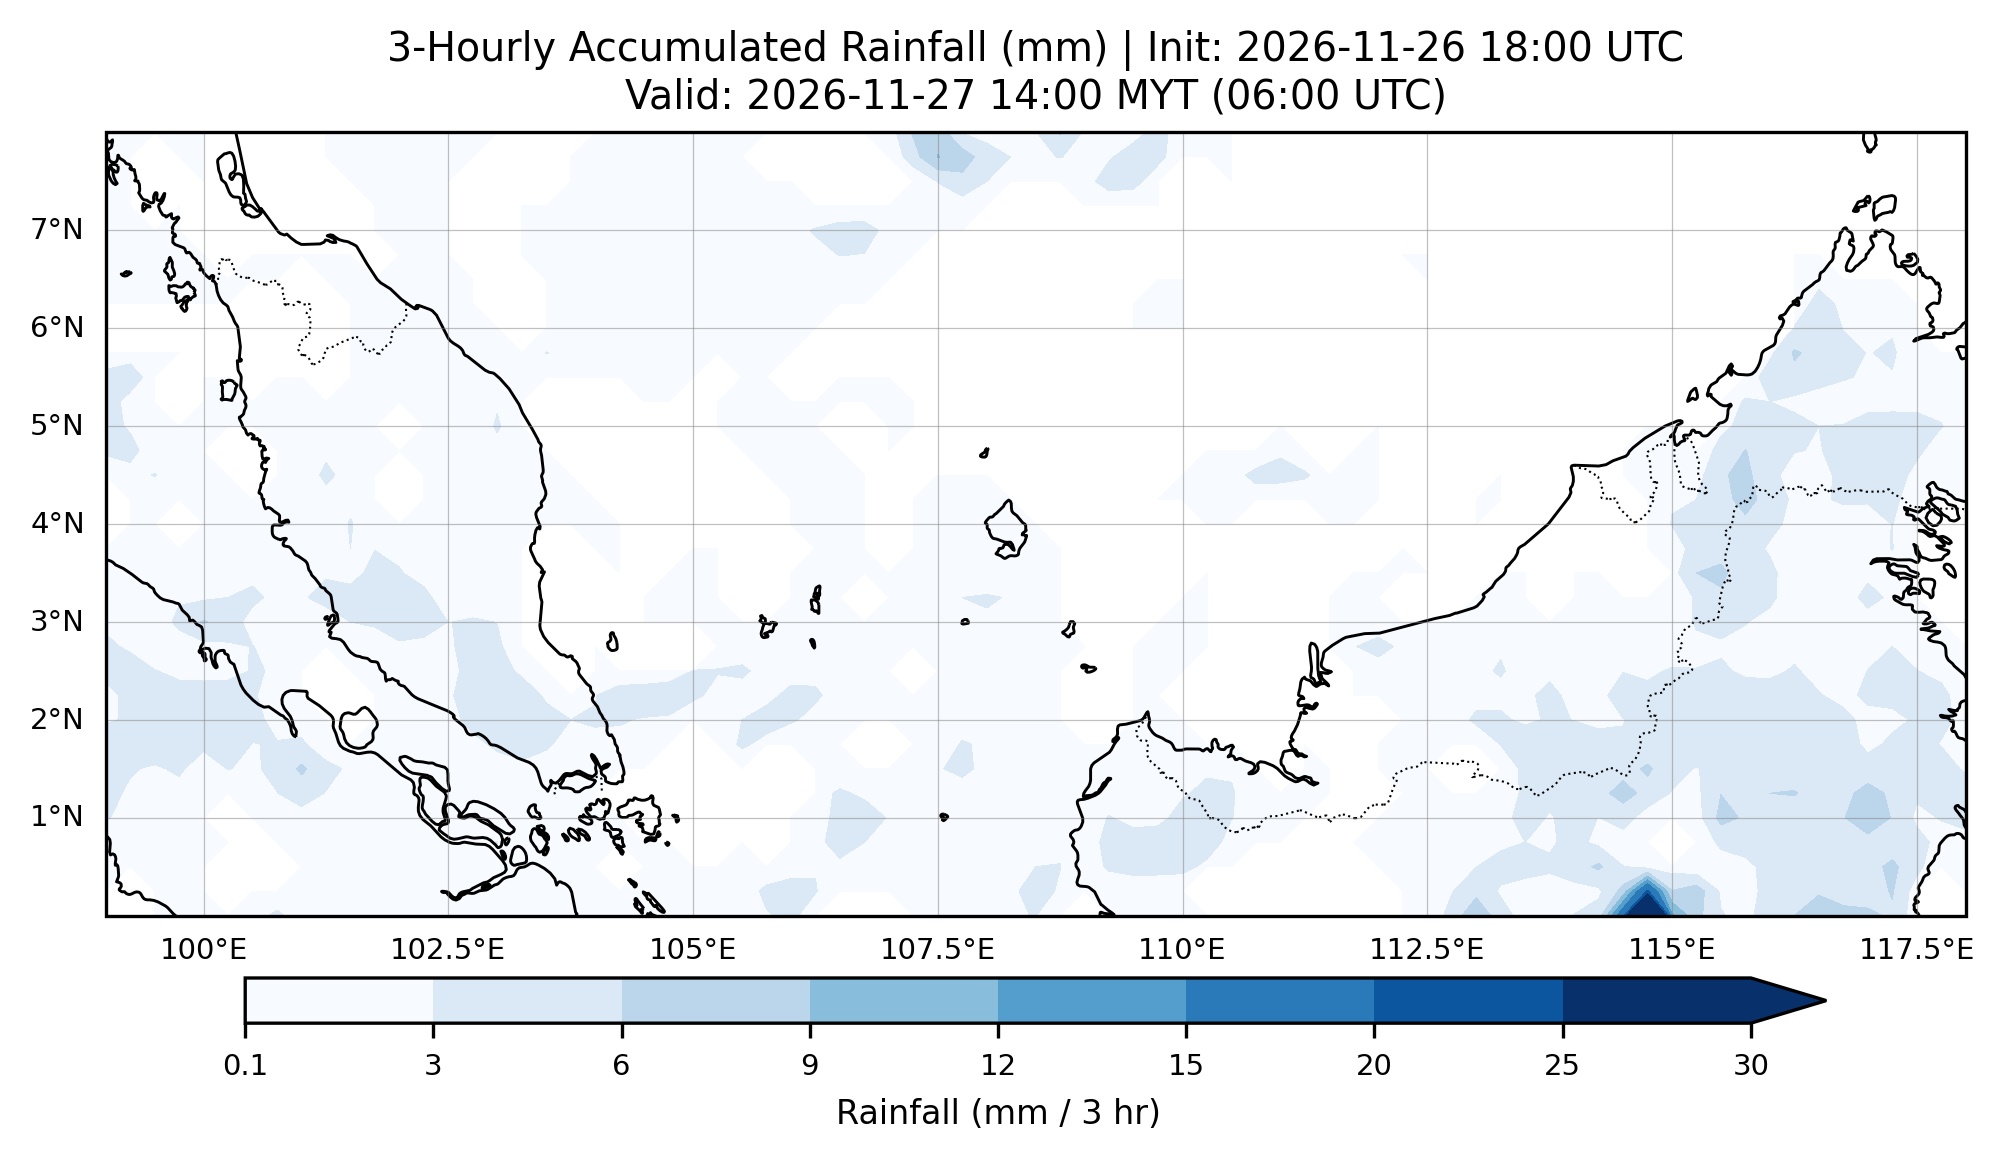 3-Hourly Accumulated Rainfall (mm) | Init: 2026-11-26 18:00 UTC
Valid: 2026-11-27 14:00 MYT (06:00 UTC)
7°N
6°N
5°N
4°N
3°N
2°N
1°N
100°E 102.5°E 105°E 107.5°E 110°E 112.5°E 115°E 117.5°E
0.1 3 6 9 12 15 20 25 30
Rainfall (mm / 3 hr)